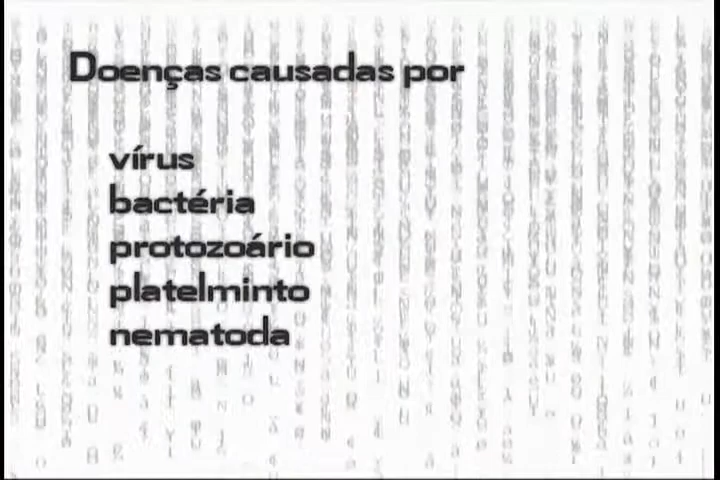 Doenças causadas por
vírus
bactéria
protozoário
platelminto
nematoda